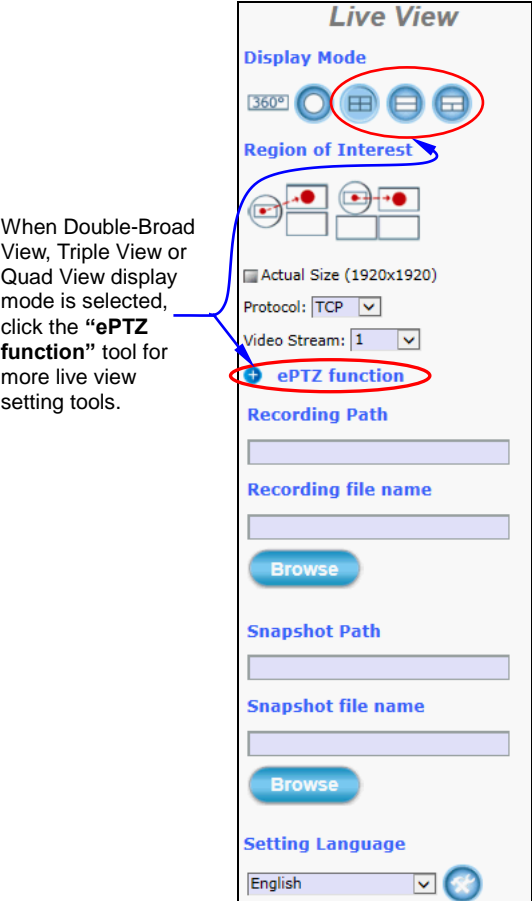 Live View
Display Mode
360°
Region of Interest
When Double-Broad
View, Triple View or
Quad View display
mode is selected,
click the “ePTZ
function” tool for
more live view
setting tools.
Actual Size (1920x1920)
Protocol: TCP
Video Stream: 1
ePTZ function
Recording Path
Recording file name
Browse
Snapshot Path
Snapshot file name
Browse
Setting Language
English